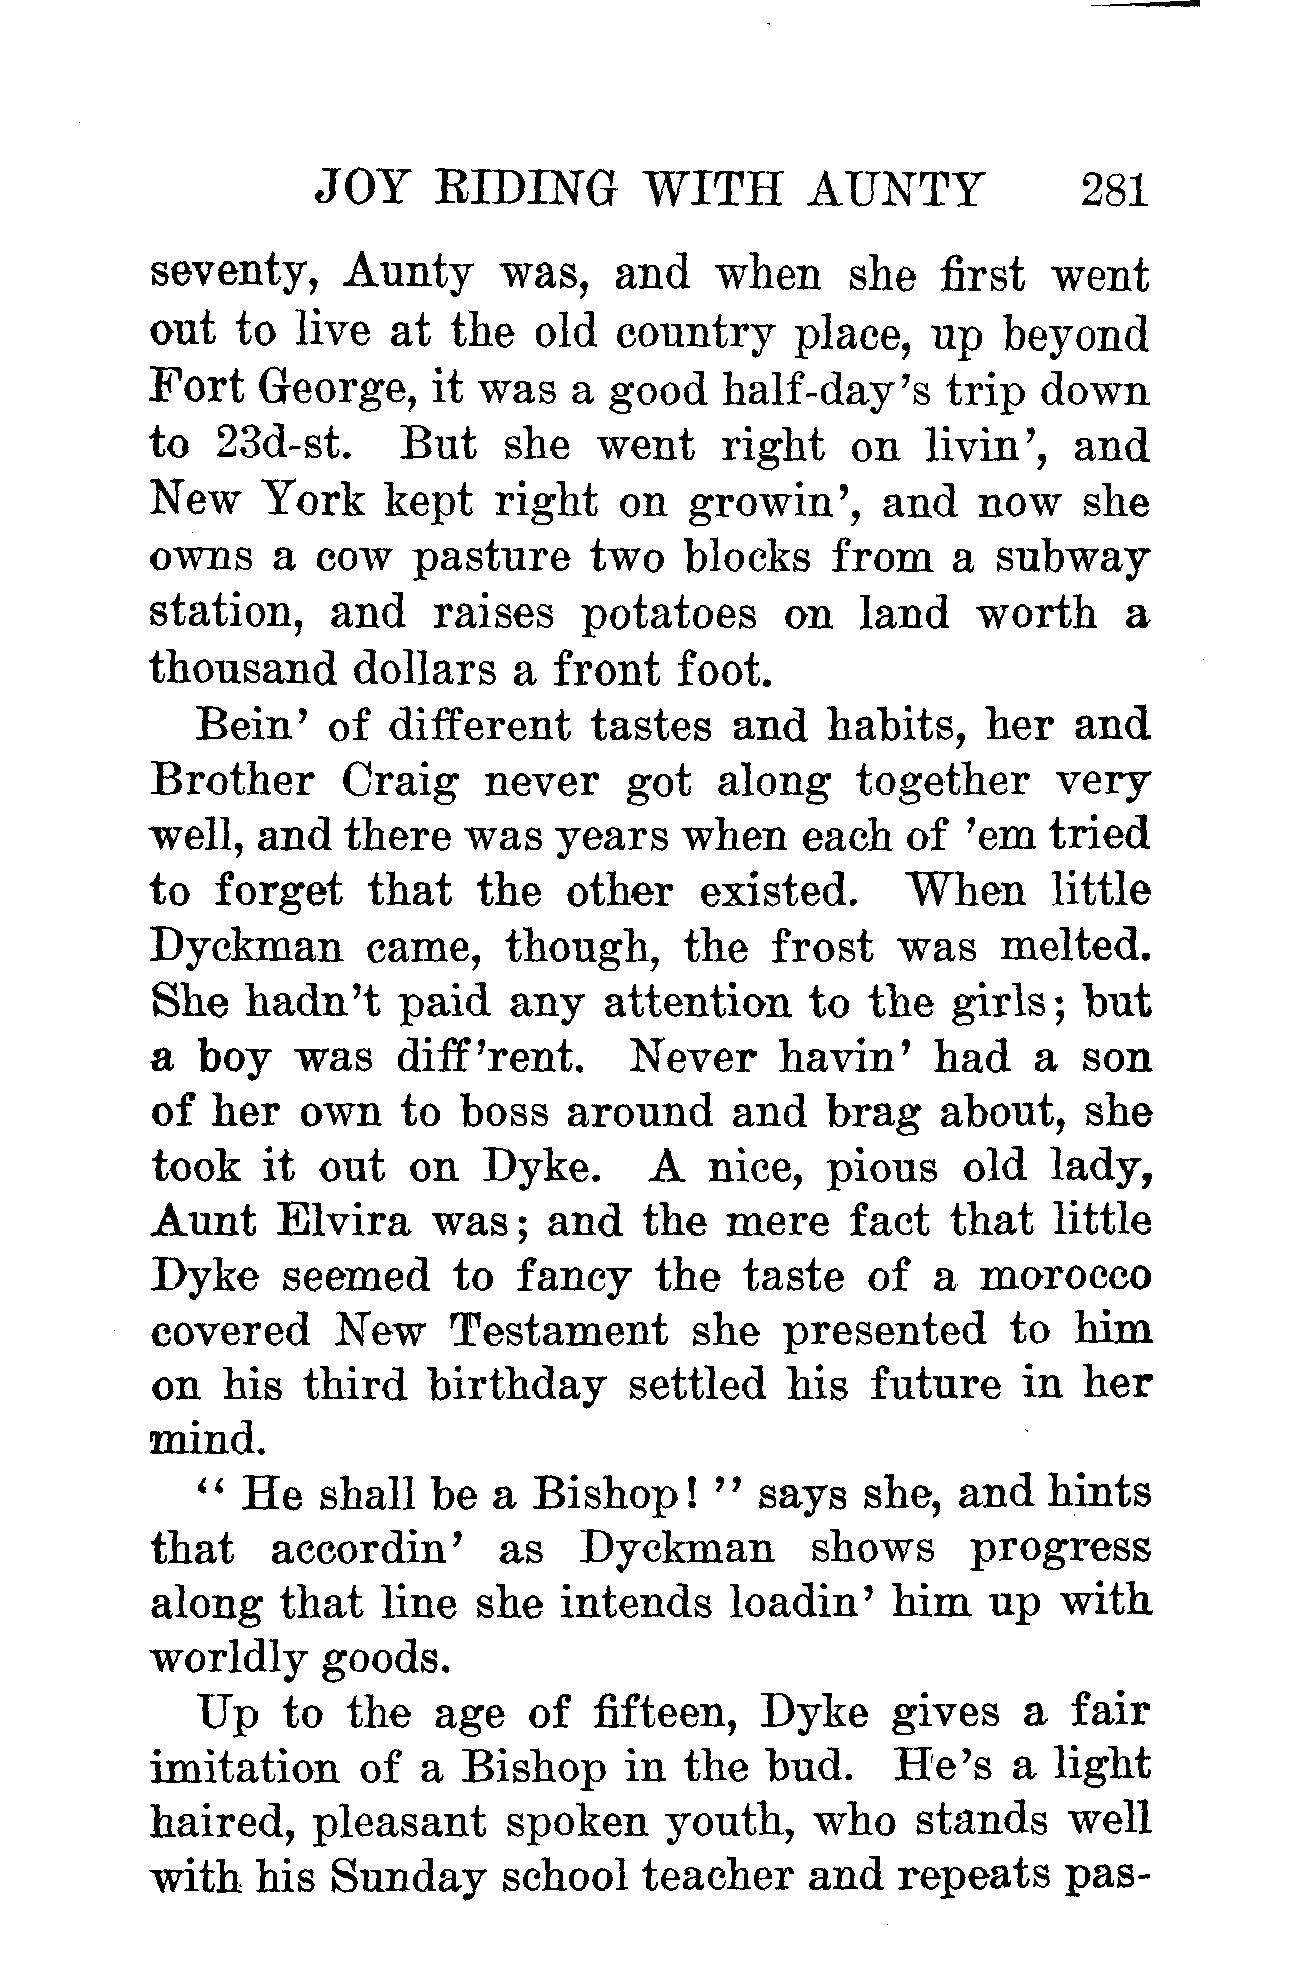 JOY RIDING WITH AUNTY 281
seventy, Aunty was, and when she first went
out to live at the old country place, up beyond
Fort George, it was a good half-day's trip down
to 23d-st. But she went right on livin', and
New York kept right on growin', and now she
owns a cow pasture two blocks from a subway
station, and raises potatoes on land worth a
thousand dollars a front foot.
Bein' of different tastes and habits, her and
Brother Craig never got along together very
well, and there was years when each of 'em tried
to forget that the other existed. When little
Dyckman came, though, the frost was melted.
She hadn't paid any attention to the girls; but
a boy was diff'rent. Never havin' had a son
of her own to boss around and brag about, she
took it out on Dyke. A nice, pious old lady,
Aunt Elvira was; and the mere fact that little
Dyke seemed to fancy the taste of a morocco
covered New Testament she presented to him
on his third birthday settled his future in her
mind.
"He shall be a Bishop!" says she, and hints
that accordin' as Dyckman shows progress
along that line she intends loadin' him up with
worldly goods.
Up to the age of fifteen, Dyke gives a fair
imitation of a Bishop in the bud. He's a light
haired, pleasant spoken youth, who stands well
with his Sunday school teacher and repeats pas-